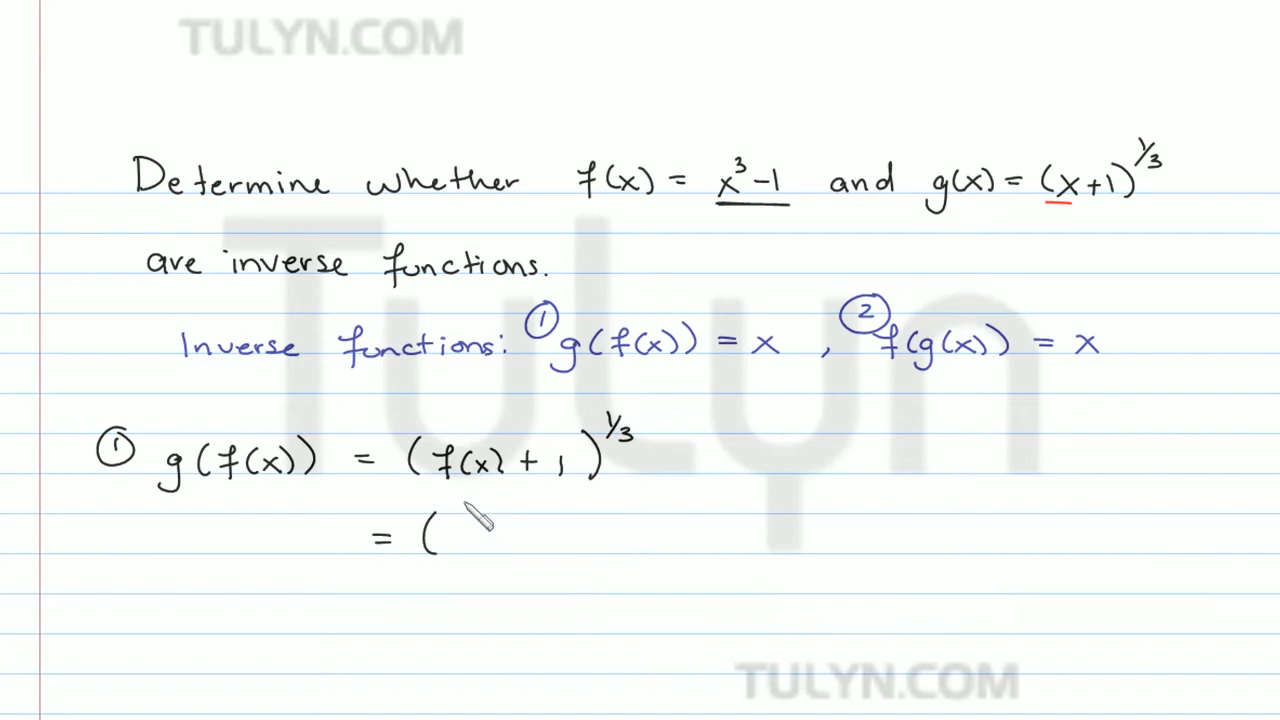 TULYN.COM
Determine whether f(x) = x³-1 and g(x) = (x+1)^1/3
are inverse functions.
Inverse functions: ① g(f(x)) = x , ② f(g(x)) = x
① g(f(x)) = (f(x) + 1)^1/3
= (
Tulyn
TULYN.COM